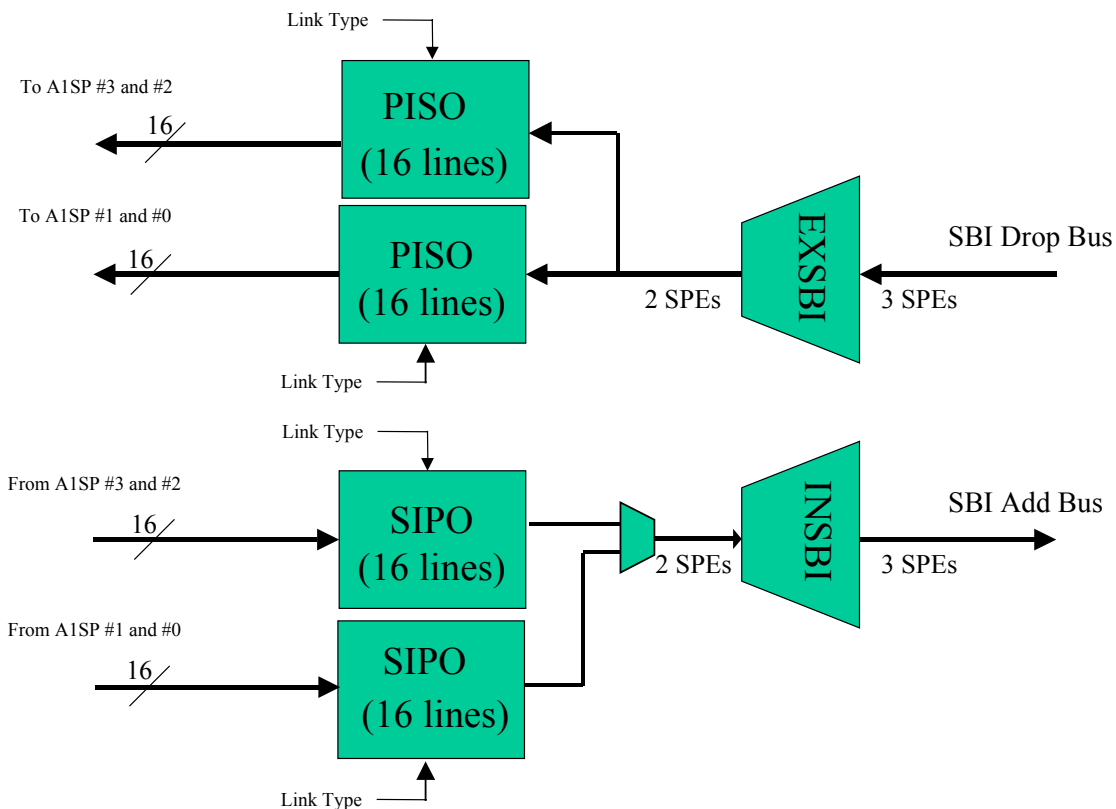 Link Type
To A1SP #3 and #2
16
PISO
(16 lines)
To A1SP #1 and #0
16
PISO
(16 lines)
2 SPEs
EXSBI
SBI Drop Bus
3 SPEs
Link Type
Link Type
From A1SP #3 and #2
16
SIPO
(16 lines)
2 SPEs
INSBI
SBI Add Bus
3 SPEs
From A1SP #1 and #0
16
SIPO
(16 lines)
Link Type